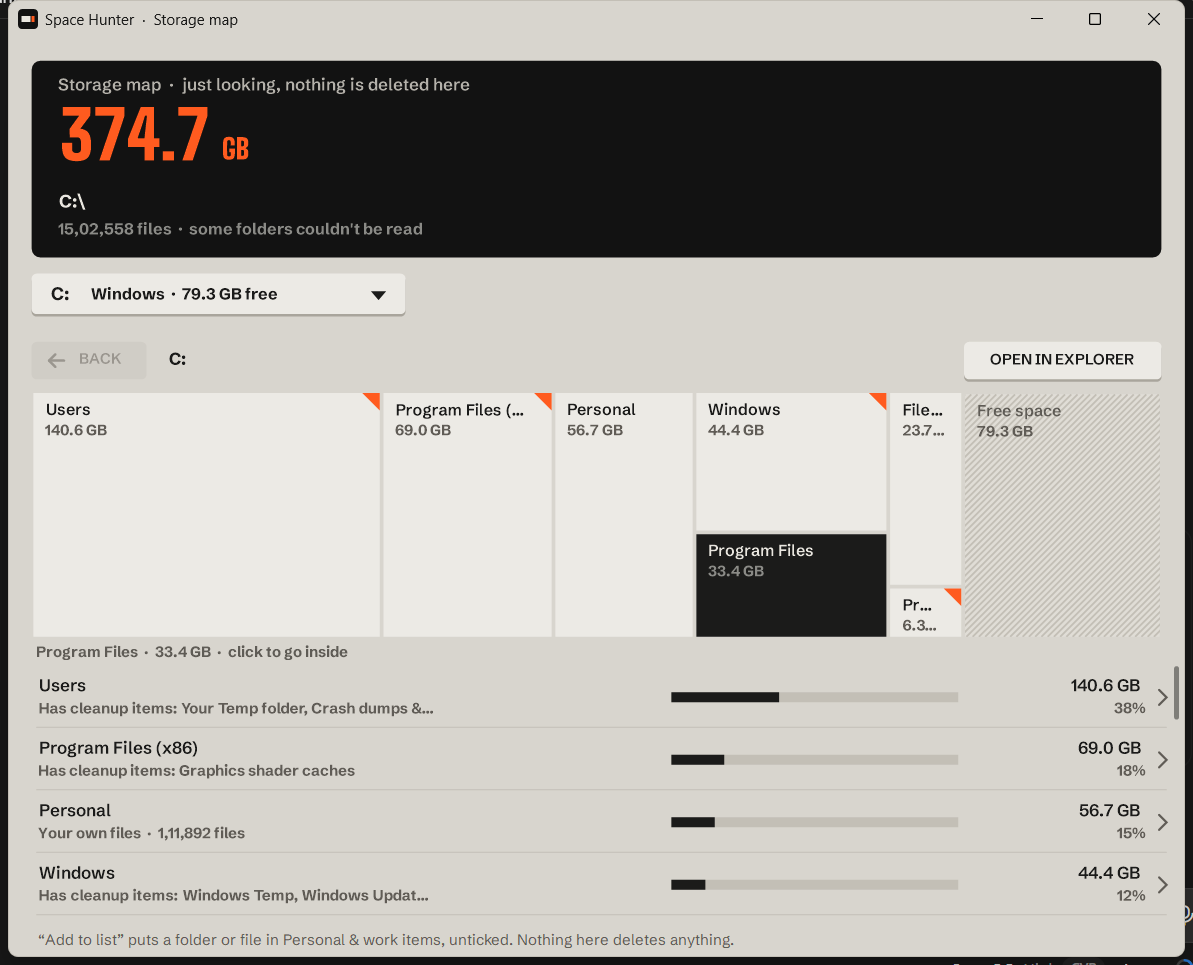 Space Hunter · Storage map
Storage map · just looking, nothing is deleted here
374.7 GB
C:\
15,02,558 files · some folders couldn't be read
C: Windows · 79.3 GB free
BACK
C:
OPEN IN EXPLORER
Users
140.6 GB
Program Files (...
69.0 GB
Personal
56.7 GB
Windows
44.4 GB
Program Files
33.4 GB
File...
23.7...
Pr...
6.3...
Free space
79.3 GB
Program Files · 33.4 GB · click to go inside
Users
Has cleanup items: Your Temp folder, Crash dumps &...
140.6 GB
38%
Program Files (x86)
Has cleanup items: Graphics shader caches
69.0 GB
18%
Personal
Your own files · 1,11,892 files
56.7 GB
15%
Windows
Has cleanup items: Windows Temp, Windows Updat...
44.4 GB
12%
“Add to list” puts a folder or file in Personal & work items, unticked. Nothing here deletes anything.